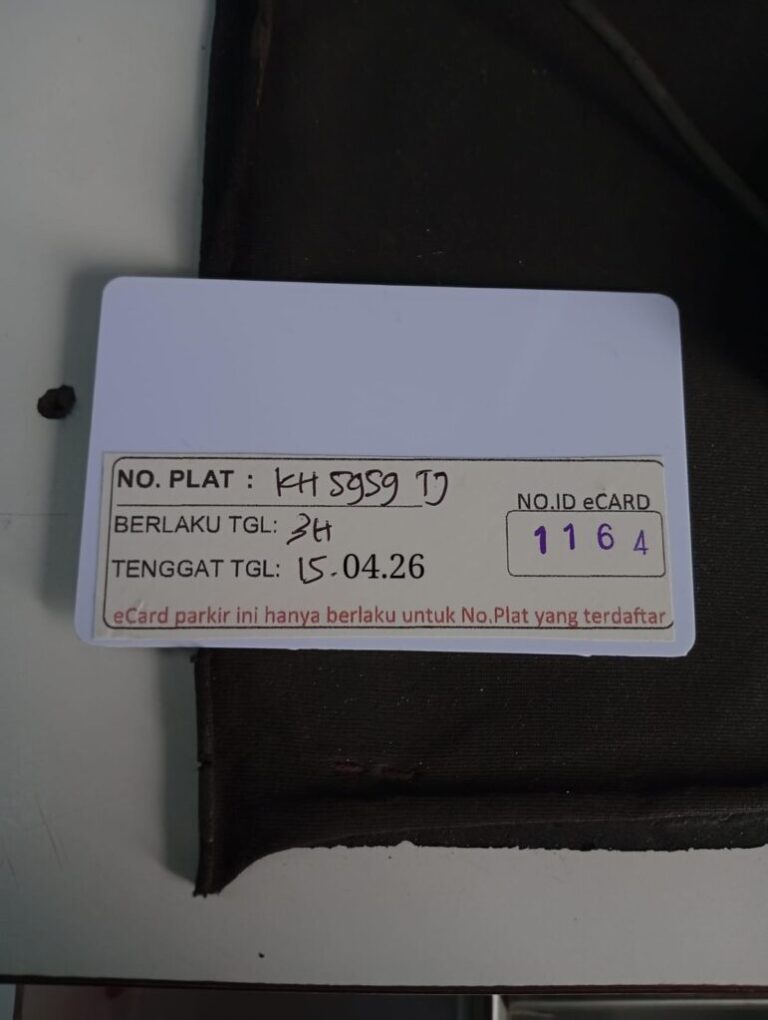 NO. PLAT : KH 5959 TJ
BERLAKU TGL: 3H
TENGGAT TGL: 15.04.26
NO.ID eCARD
1164
eCard parkir ini hanya berlaku untuk No.Plat yang terdaftar